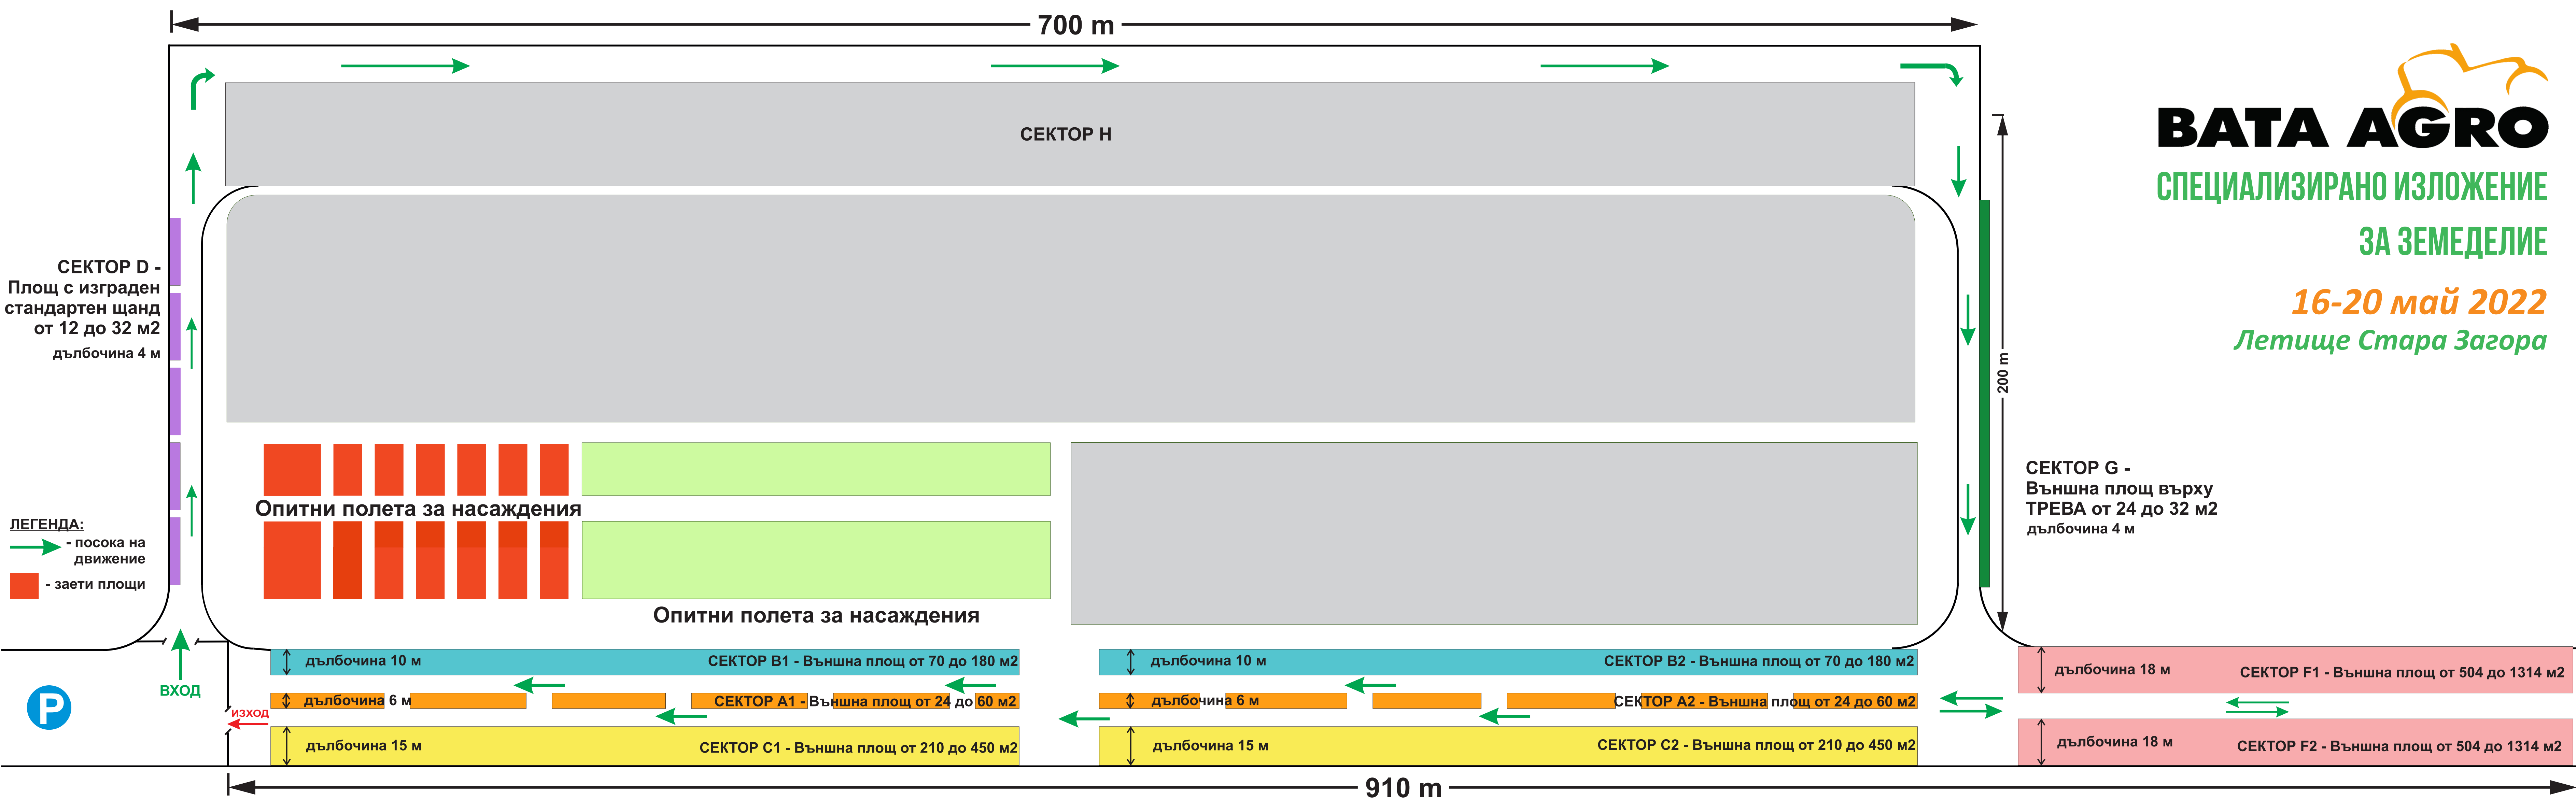 700 m
СЕКТОР H
БАТА АГРО
СПЕЦИАЛИЗИРАНО ИЗЛОЖЕНИЕ
ЗА ЗЕМЕДЕЛИЕ
16-20 май 2022
Летище Стара Загора
СЕКТОР D -
Площ с изграден
стандартен щанд
от 12 до 32 м2
дълбочина 4 м
200 m
СЕКТОР G -
Външна площ върху
ТРЕВА от 24 до 32 м2
дълбочина 4 м
Опитни полета за насаждения
Опитни полета за насаждения
ЛЕГЕНДА:
- посока на
движение
- заети площи
P
ВХОД
ИЗХОД
дълбочина 10 м СЕКТОР B1 - Външна площ от 70 до 180 м2
дълбочина 10 м СЕКТОР B2 - Външна площ от 70 до 180 м2
дълбочина 6 м СЕКТОР A1 - Външна площ от 24 до 60 м2
дълбочина 6 м СЕКТОР A2 - Външна площ от 24 до 60 м2
дълбочина 15 м СЕКТОР C1 - Външна площ от 210 до 450 м2
дълбочина 15 м СЕКТОР C2 - Външна площ от 210 до 450 м2
дълбочина 18 м СЕКТОР F1 - Външна площ от 504 до 1314 м2
дълбочина 18 м СЕКТОР F2 - Външна площ от 504 до 1314 м2
910 m